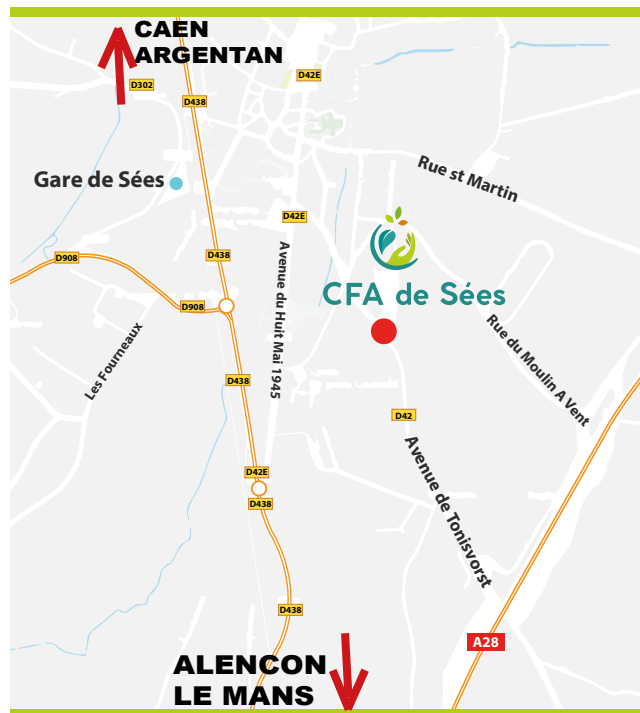 CAEN
ARGENTAN
D42E
D302
D438
Rue st Martin
Gare de Sées
D42E
D438
D908
CFA de Sées
D908
Avenue du Huit Mai 1945
Les Fourneaux
Rue du Moulin A Vent
D438
D42
Avenue de Tonisvorst
D42E
D438
D438
A28
ALENCON
LE MANS